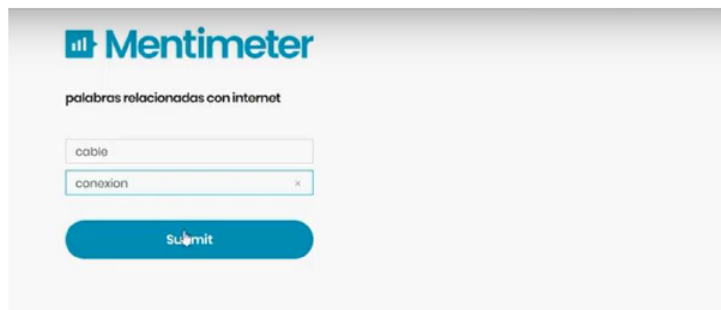 Mentimeter
palabras relacionadas con internet
cable
conexion ×
Submit